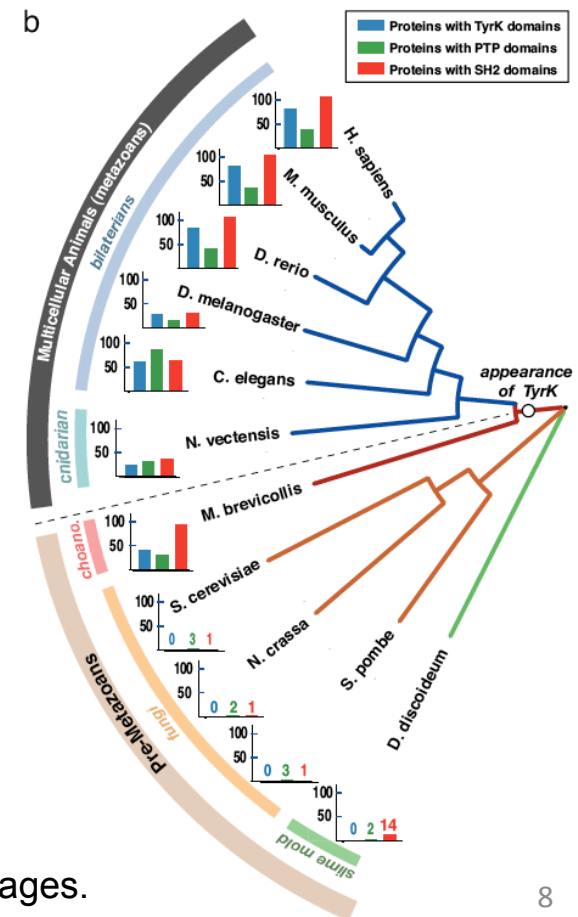 b
Proteins with TyrK domains
Proteins with PTP domains
Proteins with SH2 domains
Multicellular Animals (metazoans)
bilaterians
cnidarian
100
50
H. sapiens
100
50
M. musculus
100
50
D. rerio
100
50
D. melanogaster
100
50
C. elegans
100
50
N. vectensis
appearance
of TyrK
Pre-Metazoans
choano.
fungi
slime mold
100
50
M. brevicollis
100
50
0 3 1
S. cerevisiae
100
50
0 2 1
N. crassa
100
50
0 3 1
S. pombe
100
50
0 2 14
D. discoideum
ages.
8